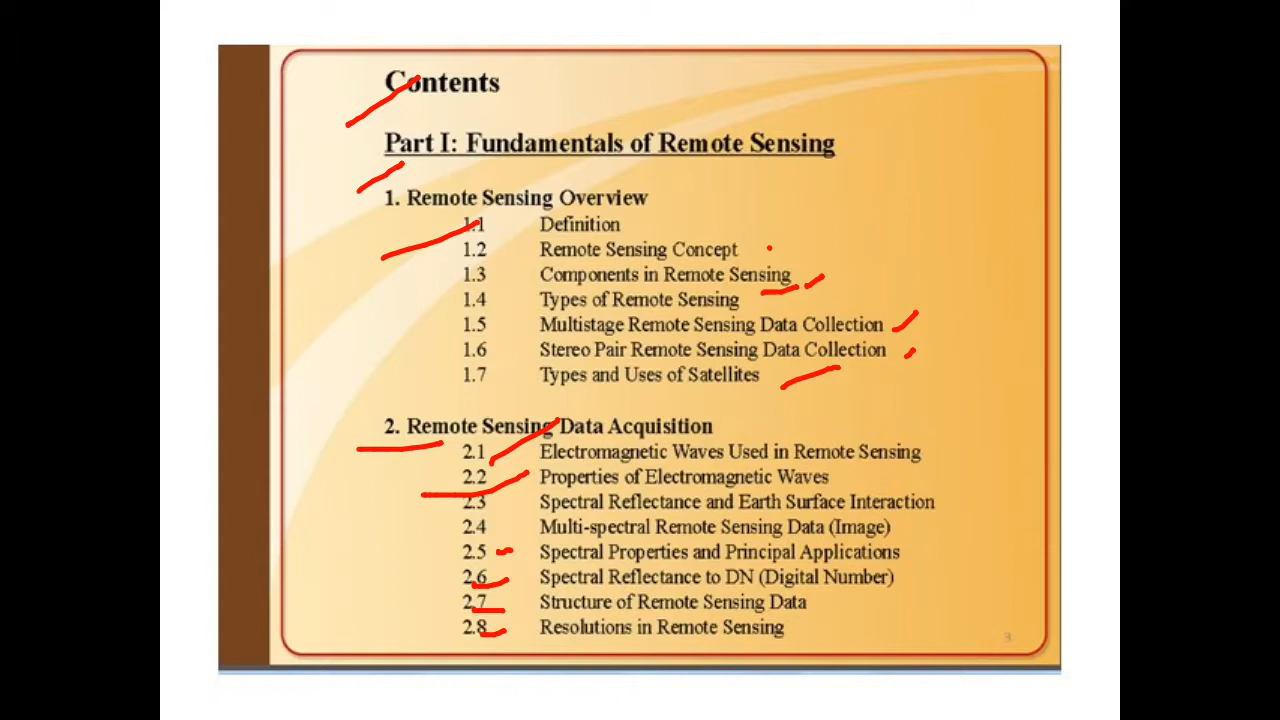 Contents
Part I: Fundamentals of Remote Sensing
1. Remote Sensing Overview
1.1 Definition
1.2 Remote Sensing Concept
1.3 Components in Remote Sensing
1.4 Types of Remote Sensing
1.5 Multistage Remote Sensing Data Collection
1.6 Stereo Pair Remote Sensing Data Collection
1.7 Types and Uses of Satellites
2. Remote Sensing Data Acquisition
2.1 Electromagnetic Waves Used in Remote Sensing
2.2 Properties of Electromagnetic Waves
2.3 Spectral Reflectance and Earth Surface Interaction
2.4 Multi-spectral Remote Sensing Data (Image)
2.5 Spectral Properties and Principal Applications
2.6 Spectral Reflectance to DN (Digital Number)
2.7 Structure of Remote Sensing Data
2.8 Resolutions in Remote Sensing
3